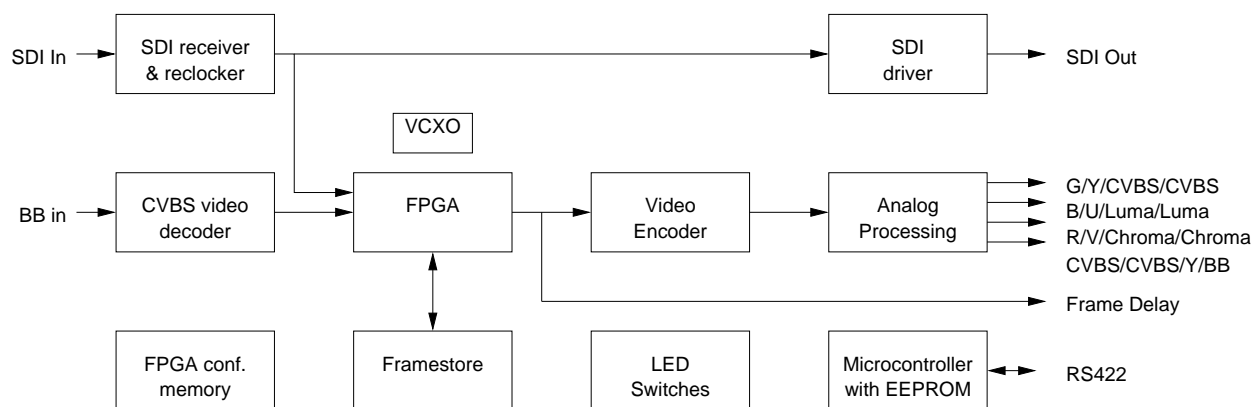 SDI In
SDI receiver
& reclocker
SDI
driver
SDI Out
VCXO
BB in
CVBS video
decoder
FPGA
Video
Encoder
Analog
Processing
G/Y/CVBS/CVBS
B/U/Luma/Luma
R/V/Chroma/Chroma
CVBS/CVBS/Y/BB
Frame Delay
FPGA conf.
memory
Framestore
LED
Switches
Microcontroller
with EEPROM
RS422